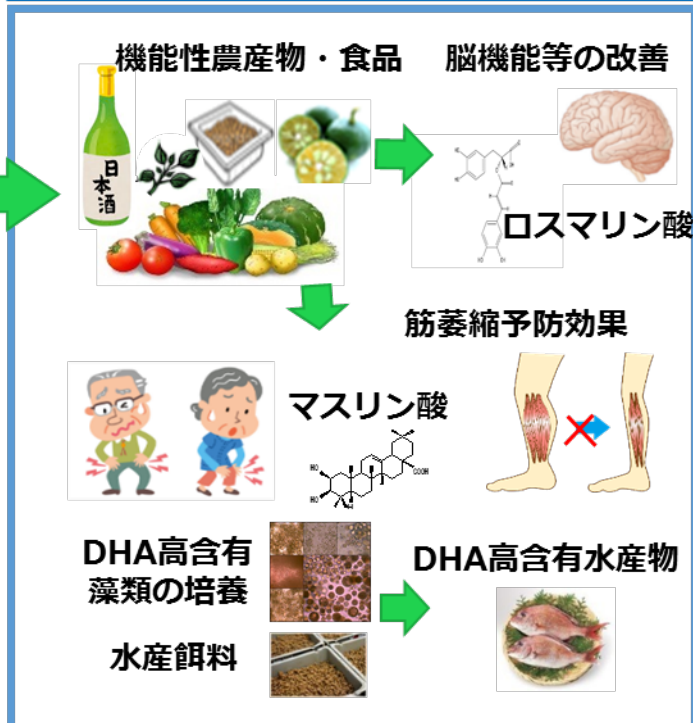 機能性農産物・食品
脳機能等の改善
日本酒
ロスマリン酸
筋萎縮予防効果
マスリン酸
HO
HO
COOH
H
DHA高含有
藻類の培養
DHA高含有水産物
水産餌料